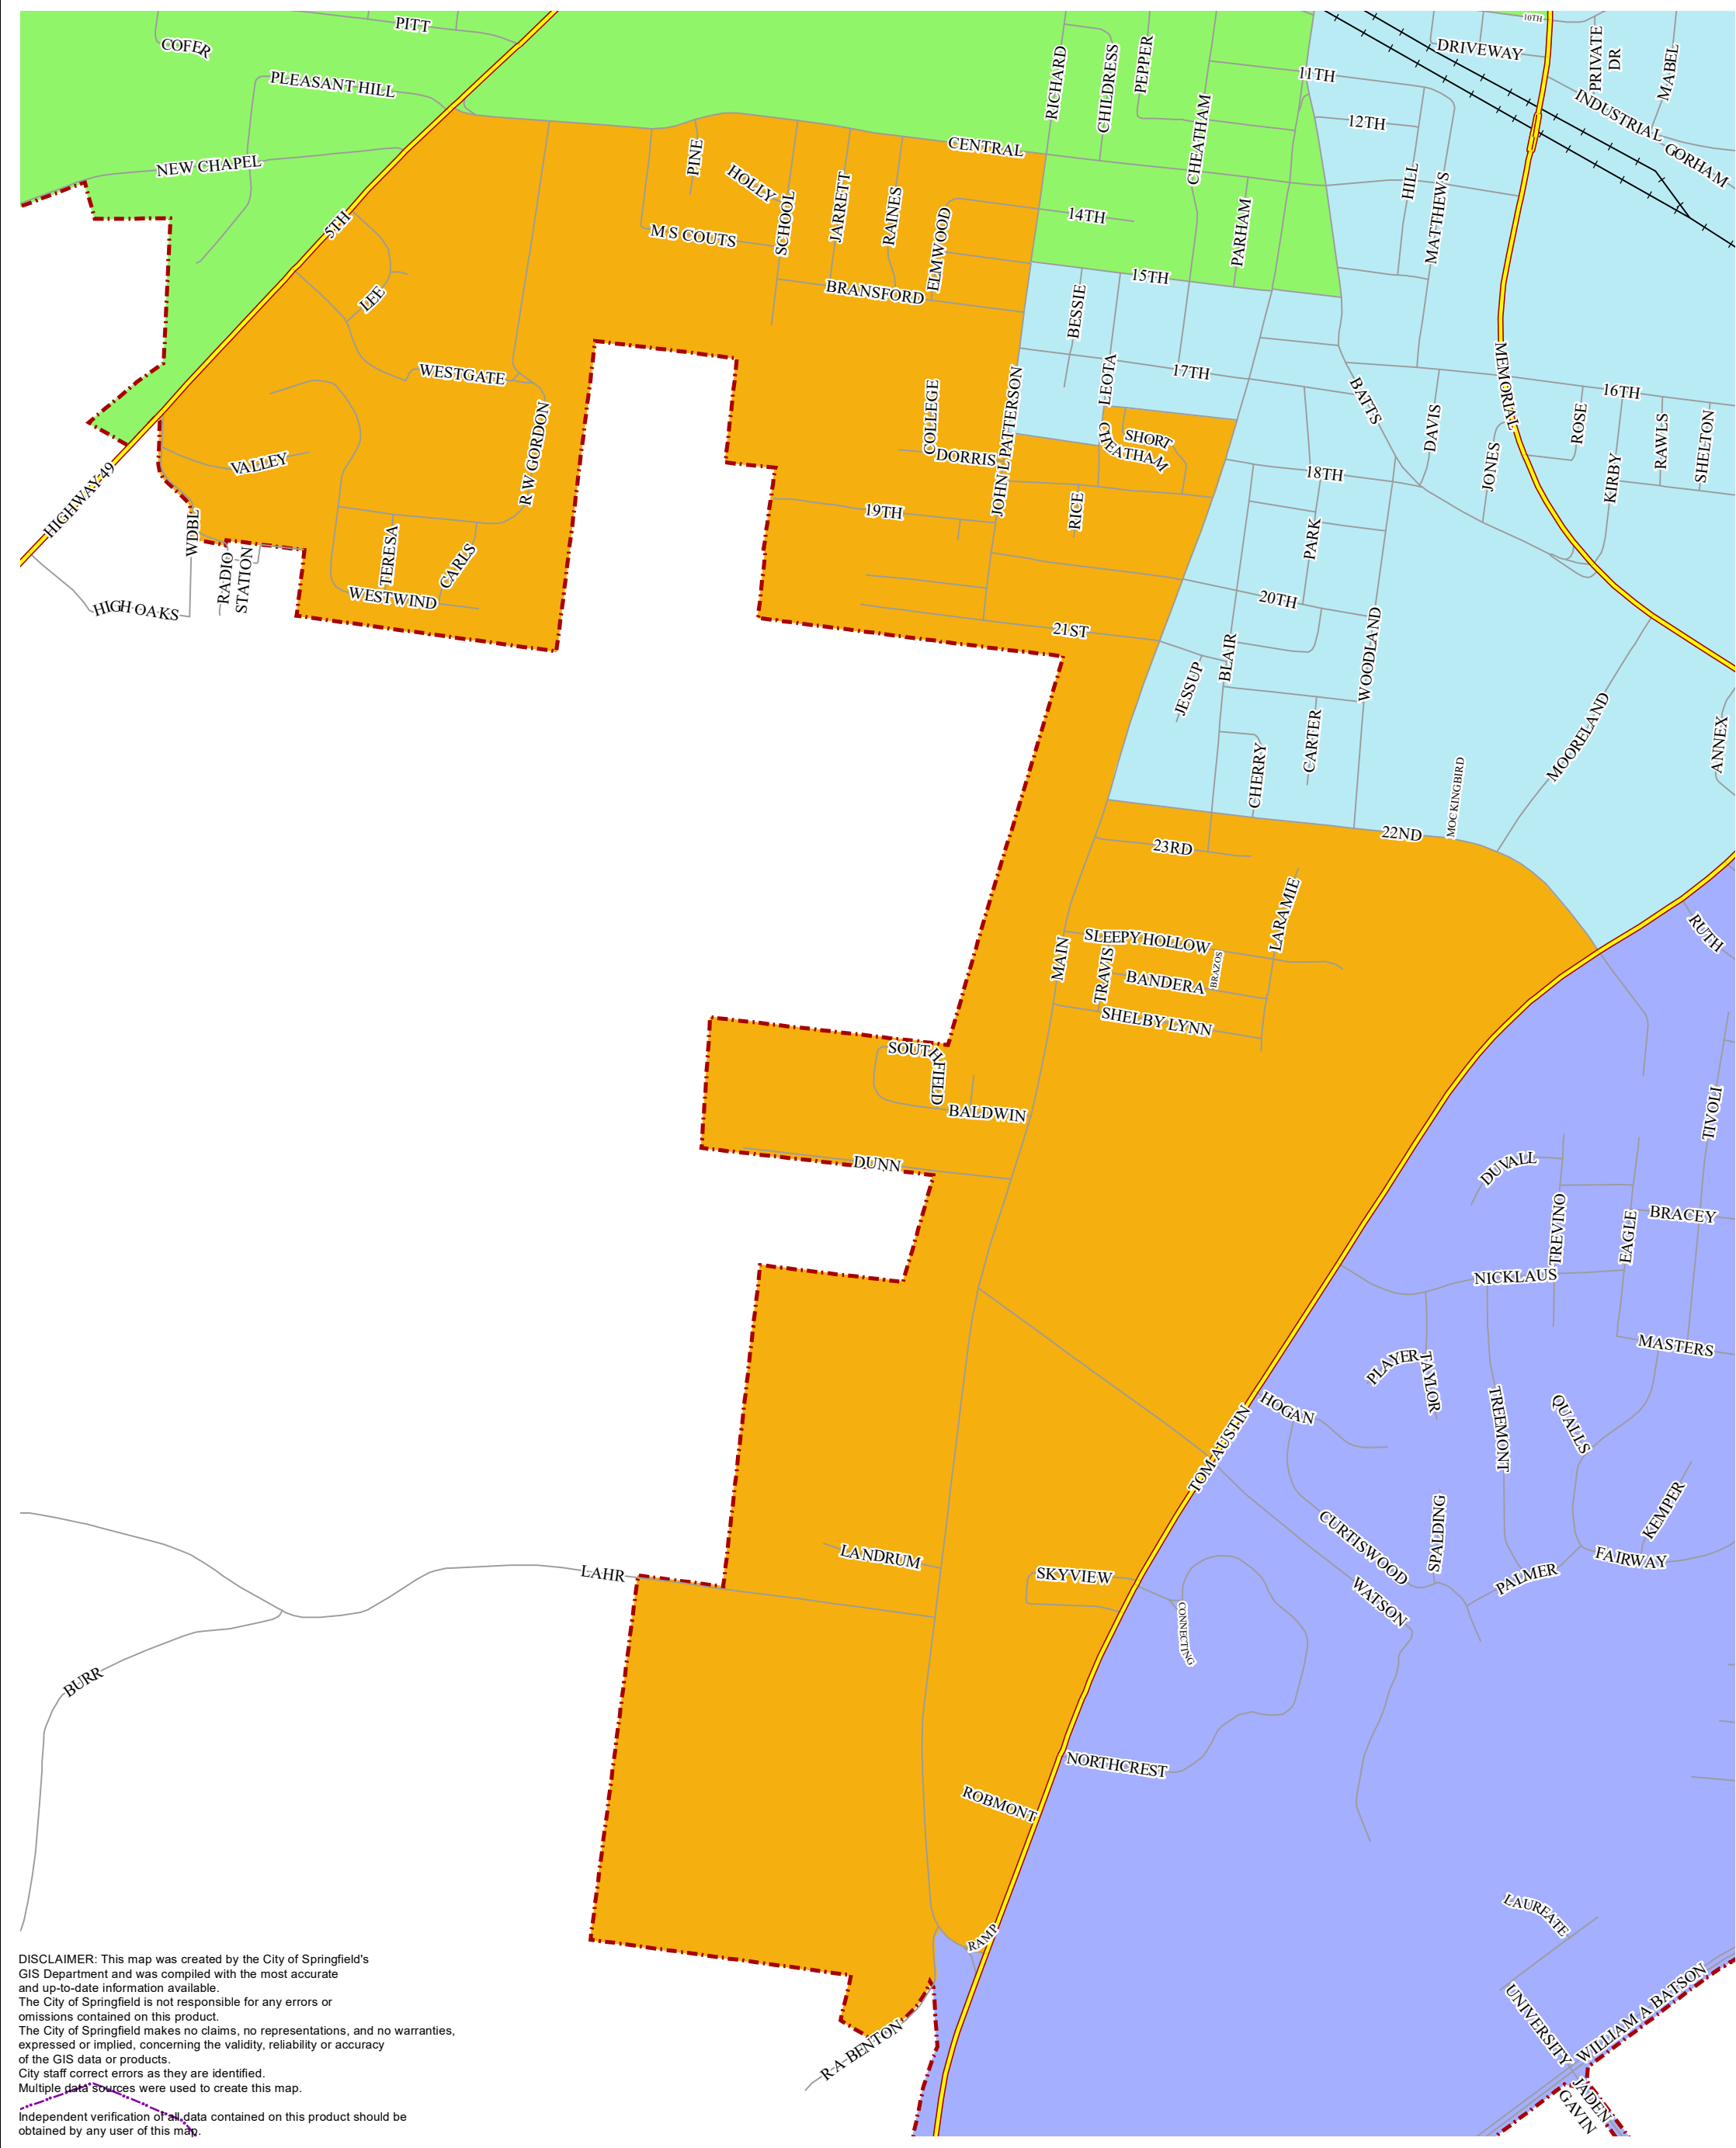 PITT
COFER
PLEASANT HILL
NEW CHAPEL
5TH
RICHARD
CHILDRESS
PEPPER
CHEATHAM
11TH
10TH
DRIVEWAY
PRIVATE
DR
MABEL
INDUSTRIAL
GORHAM
12TH
HILL
MATTHEWS
CENTRAL
PINE
HOLLY
SCHOOL
JARRETT
RAINES
ELMWOOD
M S COUTS
BRANSFORD
14TH
PARHAM
15TH
BESSIE
LEE
WESTGATE
LEOTA
17TH
MEMORIAL
16TH
BATTS
DAVIS
ROSE
RAWLS
SHELTON
JONES
KIRBY
COLLEGE
JOHN L PATTERSON
DORRIS
SHORT
CHEATHAM
18TH
R W GORDON
VALLEY
HIGHWAY 49
19TH
RICE
PARK
WDBL
RADIO
STATION
TERESA
CARLS
WESTWIND
HIGH OAKS
20TH
21ST
WOODLAND
BLAIR
JESSUP
CARTER
CHERRY
MOORELAND
ANNEX
MOCKINGBIRD
22ND
23RD
LARAMIE
SLEEPY HOLLOW
MAIN
TRAVIS
BANDERA
BRAZOS
SHELBY LYNN
RUTH
SOUTHFIELD
BALDWIN
DUNN
TIVOLI
DUVALL
TREVINO
EAGLE
BRACEY
NICKLAUS
MASTERS
PLAYER
TAYLOR
TREEMONT
QUALLS
HOGAN
TOM AUSTIN
KEMPER
SPALDING
CURTISWOOD
FAIRWAY
PALMER
WATSON
LANDRUM
LAHR
SKYVIEW
CONNECTING
BURR
NORTHCREST
ROBMONT
RAMP
LAUREATE
UNIVERSITY
WILLIAM A BATSON
R A BENTON
JADEN
GAVIN
DISCLAIMER: This map was created by the City of Springfield's
GIS Department and was compiled with the most accurate
and up-to-date information available.
The City of Springfield is not responsible for any errors or
omissions contained on this product.
The City of Springfield makes no claims, no representations, and no warranties,
expressed or implied, concerning the validity, reliability or accuracy
of the GIS data or products.
City staff correct errors as they are identified.
Multiple data sources were used to create this map.
Independent verification of all data contained on this product should be
obtained by any user of this map.